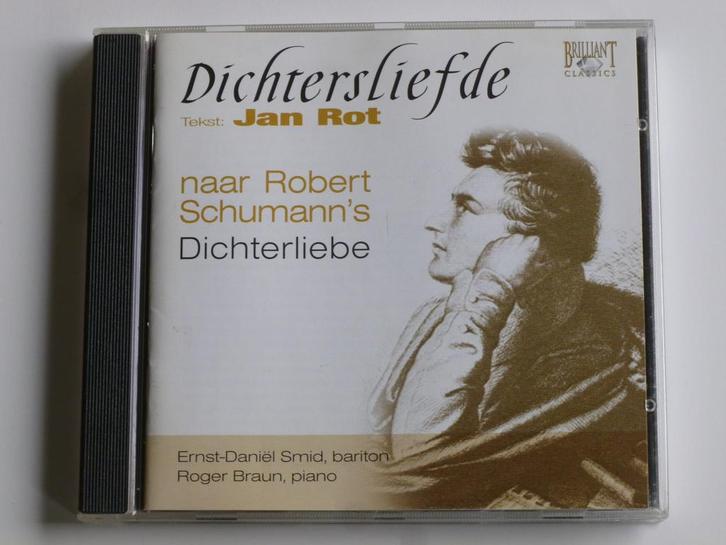 Dichtersliefde
Tekst: Jan Rot
BRILLIANT
CLASSICS
naar Robert
Schumann's
Dichterliebe
Ernst-Daniël Smid, bariton
Roger Braun, piano